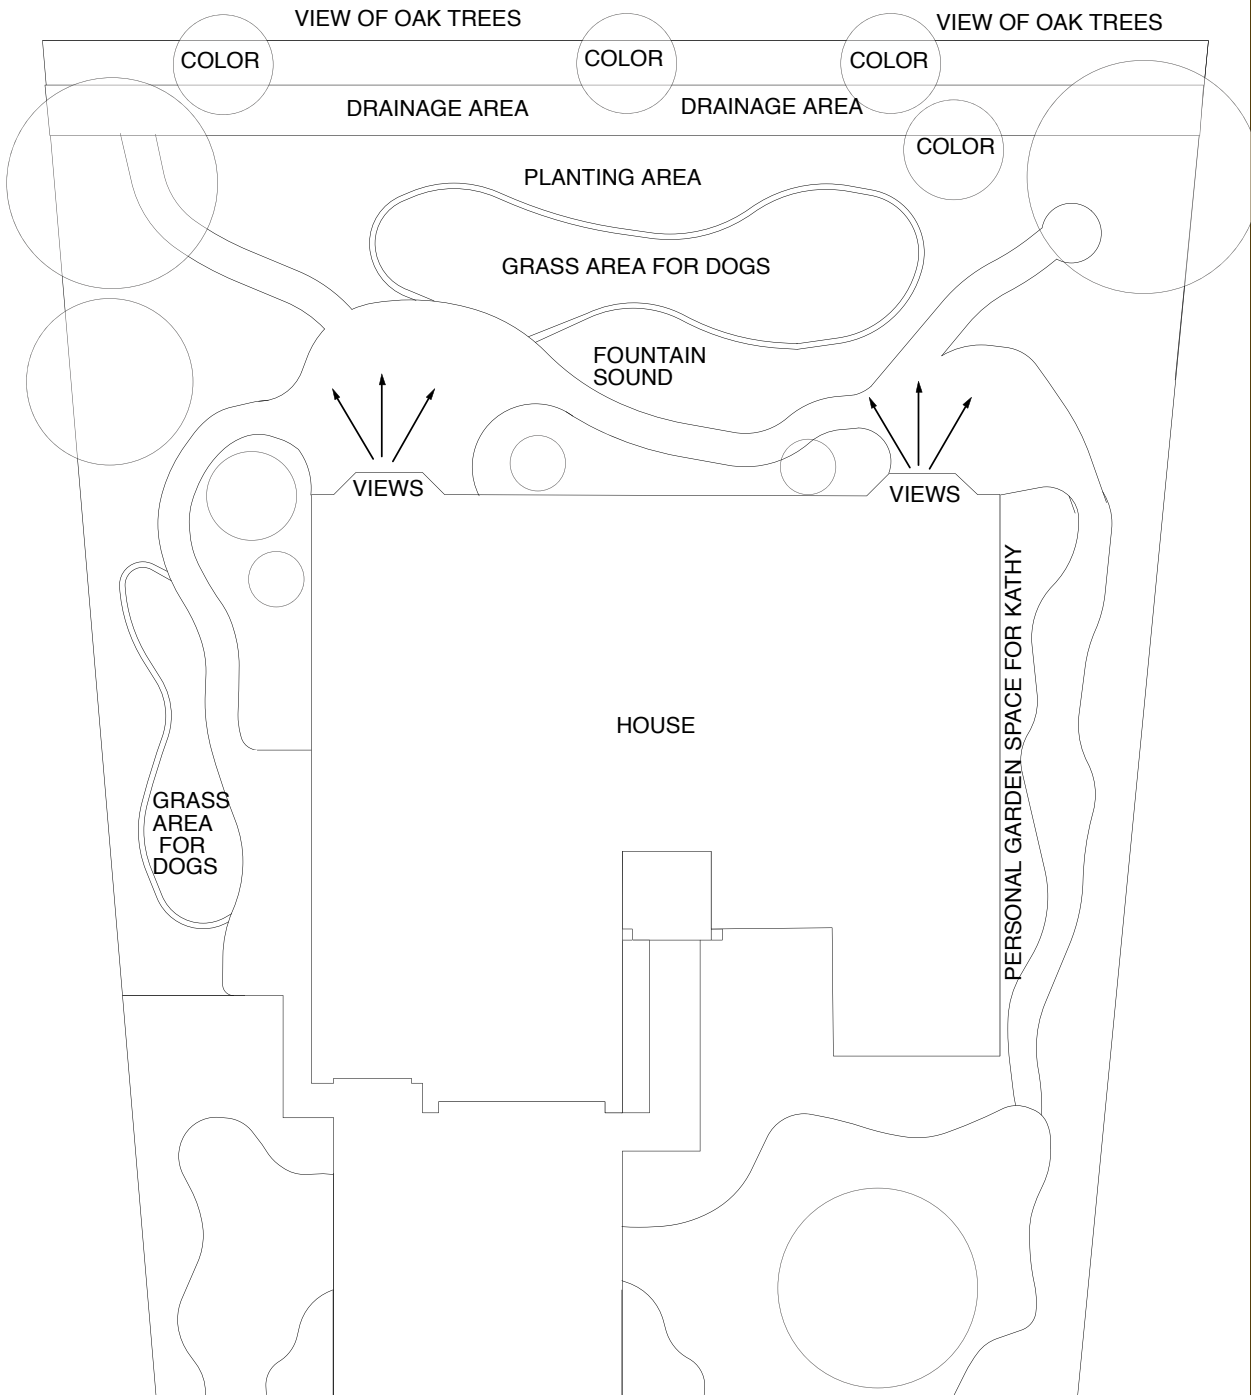 VIEW OF OAK TREES
VIEW OF OAK TREES
COLOR
COLOR
COLOR
DRAINAGE AREA
DRAINAGE AREA
COLOR
PLANTING AREA
GRASS AREA FOR DOGS
FOUNTAIN
SOUND
VIEWS
VIEWS
PERSONAL GARDEN SPACE FOR KATHY
HOUSE
GRASS
AREA
FOR
DOGS